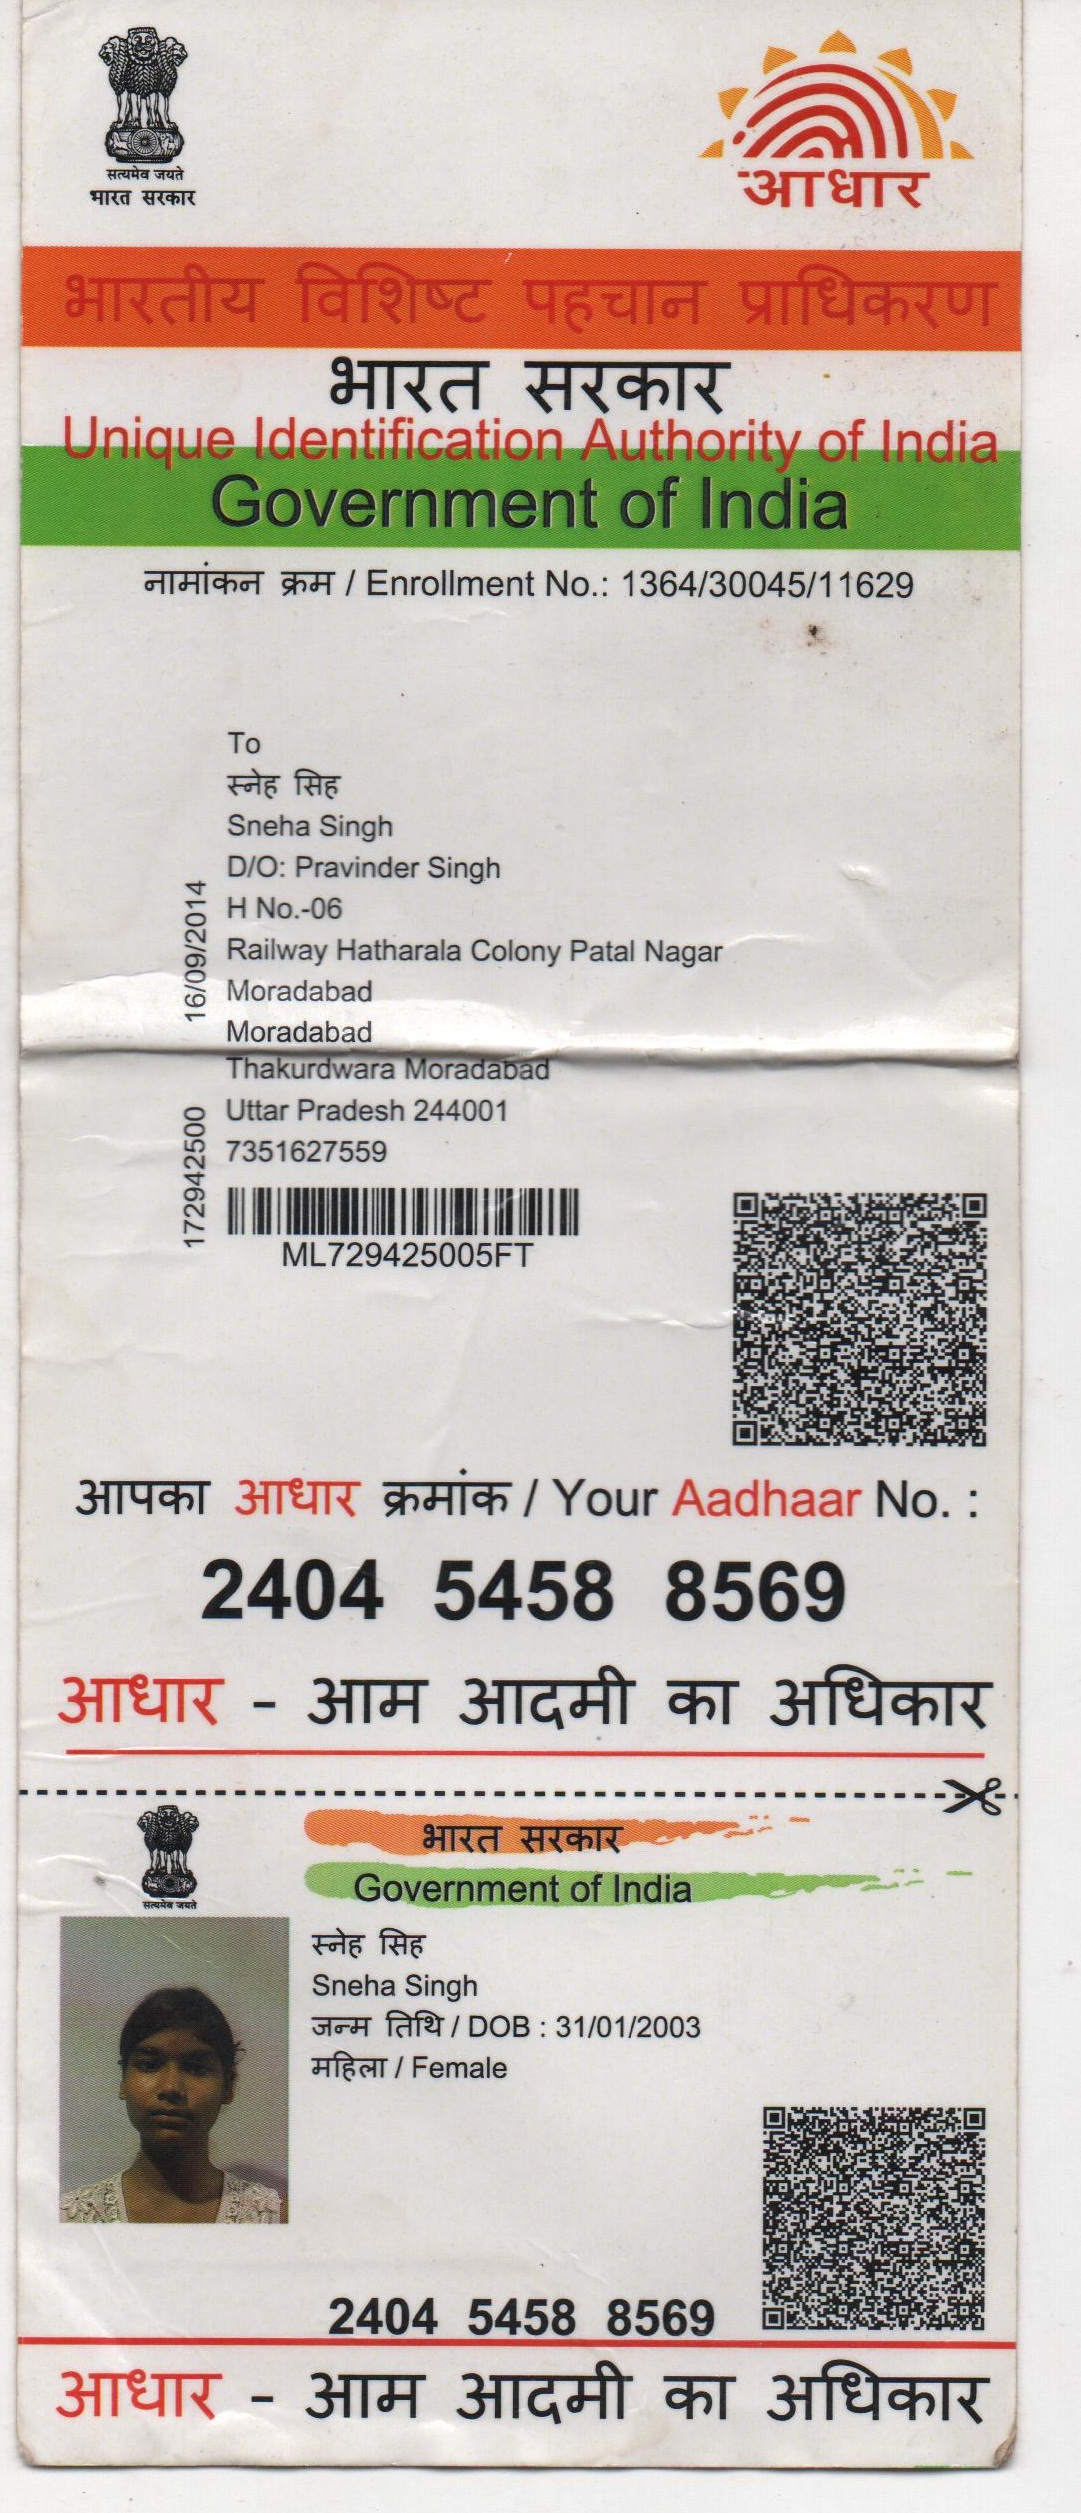 सत्यमेव जयते
भारत सरकार
आधार
भारतीय विशिष्ट पहचान प्राधिकरण
भारत सरकार
Unique Identification Authority of India
Government of India
नामांकन क्रम / Enrollment No.: 1364/30045/11629
To
स्नेह सिह
Sneha Singh
D/O: Pravinder Singh
H No.-06
Railway Hatharala Colony Patal Nagar
Moradabad
Moradabad
Thakurdwara Moradabad
Uttar Pradesh 244001
7351627559
16/09/2014
172942500
ML729425005FT
आपका आधार क्रमांक / Your Aadhaar No. :
2404 5458 8569
आधार - आम आदमी का अधिकार
सत्यमेव जयते
भारत सरकार
Government of India
स्नेह सिह
Sneha Singh
जन्म तिथि / DOB : 31/01/2003
महिला / Female
2404 5458 8569
आधार - आम आदमी का अधिकार